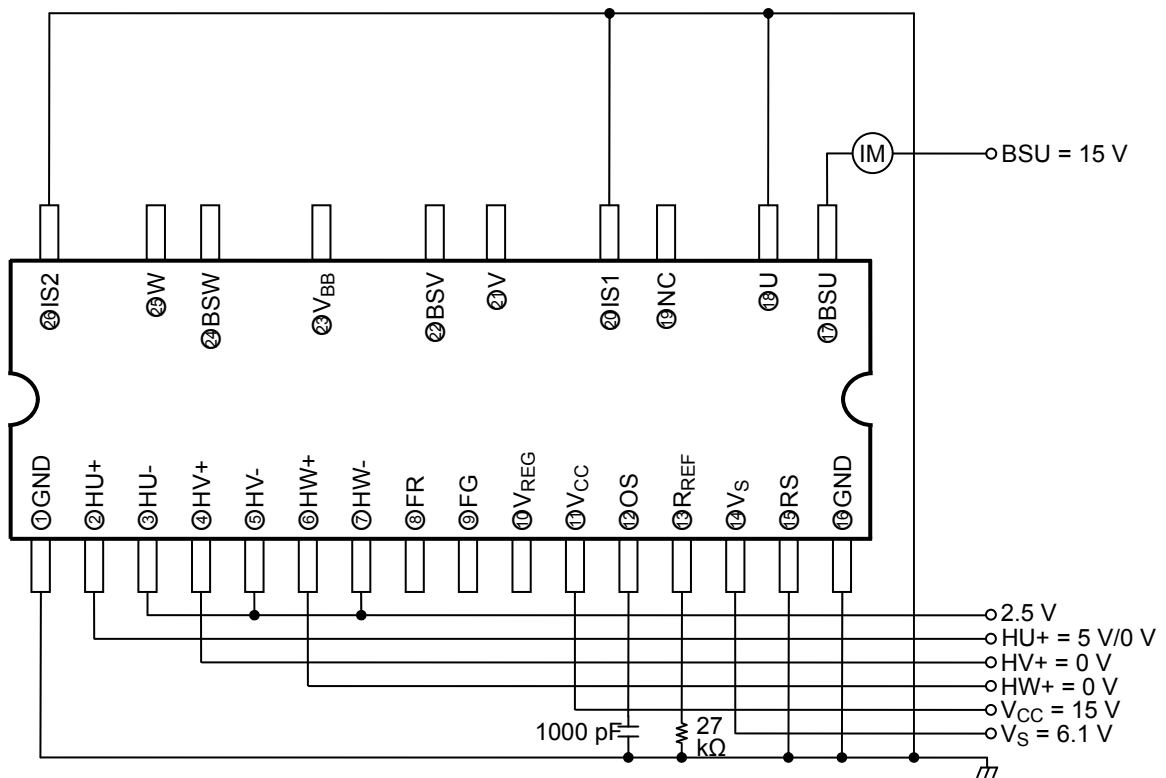 IM
BSU = 15 V
㉖IS2
㉕W
㉔BSW
㉓VBB
㉒BSV
㉑V
⑳IS1
⑲NC
⑱U
⑰BSU
①GND
②HU+
③HU-
④HV+
⑤HV-
⑥HW+
⑦HW-
⑧FR
⑨FG
⑩VREG
⑪VCC
⑫OS
⑬RREF
⑭VS
⑮RS
⑯GND
2.5 V
HU+ = 5 V/0 V
HV+ = 0 V
HW+ = 0 V
VCC = 15 V
VS = 6.1 V
1000 pF
27
kΩ